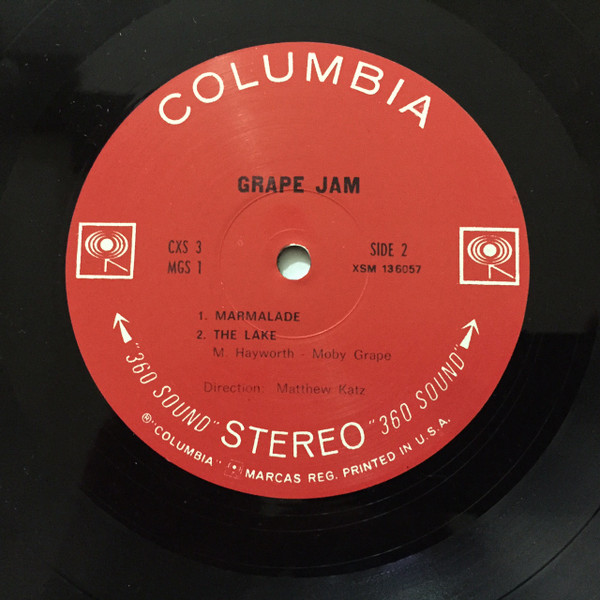 COLUMBIA
GRAPE JAM
CXS 3
MGS 1
SIDE 2
XSM 136057
1. MARMALADE
2. THE LAKE
M. Hayworth - Moby Grape
Direction: Matthew Katz
"360 SOUND" STEREO "360 SOUND"
® "COLUMBIA" MARCAS REG. PRINTED IN U.S.A.